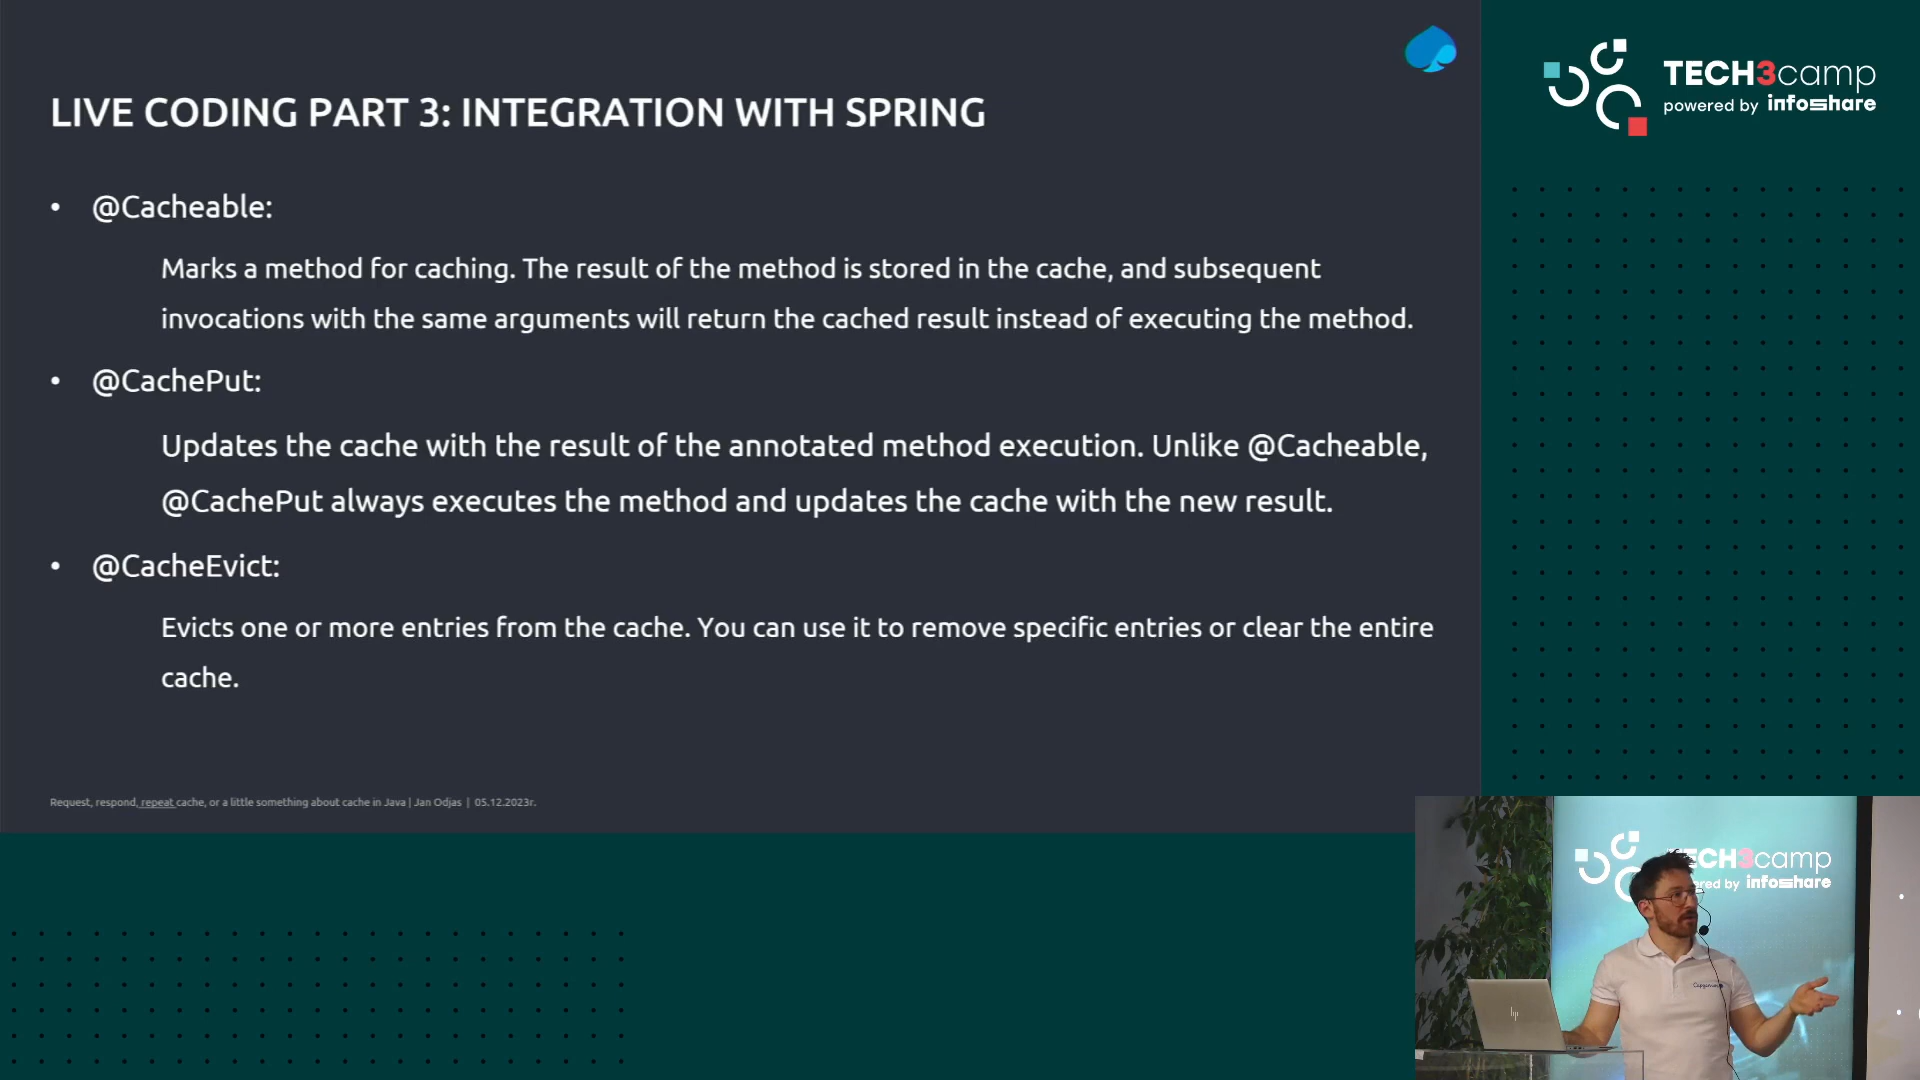 LIVE CODING PART 3: INTEGRATION WITH SPRING
• @Cacheable:
Marks a method for caching. The result of the method is stored in the cache, and subsequent
invocations with the same arguments will return the cached result instead of executing the method.
• @CachePut:
Updates the cache with the result of the annotated method execution. Unlike @Cacheable,
@CachePut always executes the method and updates the cache with the new result.
• @CacheEvict:
Evicts one or more entries from the cache. You can use it to remove specific entries or clear the entire
cache.
Request, respond, repeat cache, or a little something about cache in Java | Jan Odjas | 05.12.2023r.
TECH3camp
powered by infoshare
ECH3camp
red by infoshare
hp